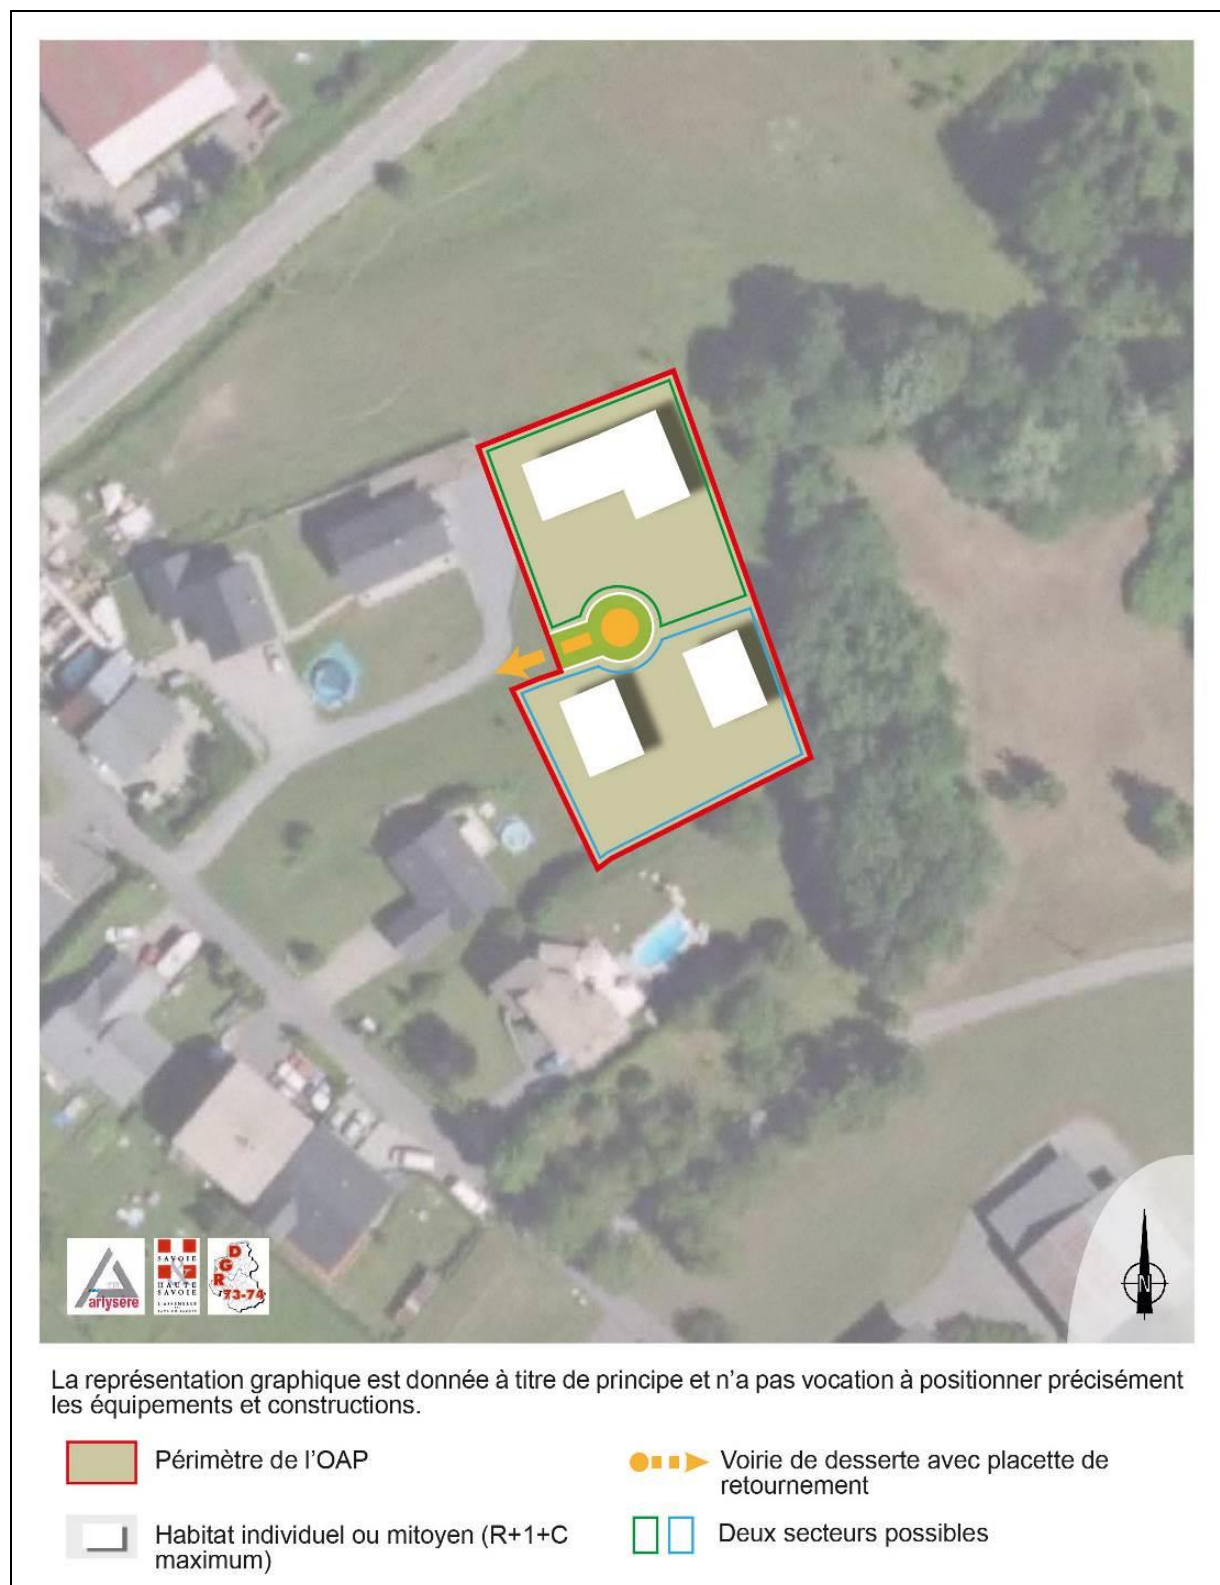 arlysère
SAVOIE
HAUTE
SAVOIE
L'ASSEMBLEE
D
G
R
73-74
N
La représentation graphique est donnée à titre de principe et n'a pas vocation à positionner précisément
les équipements et constructions.
Périmètre de l'OAP
Voirie de desserte avec placette de
retournement
Habitat individuel ou mitoyen (R+1+C
maximum)
Deux secteurs possibles